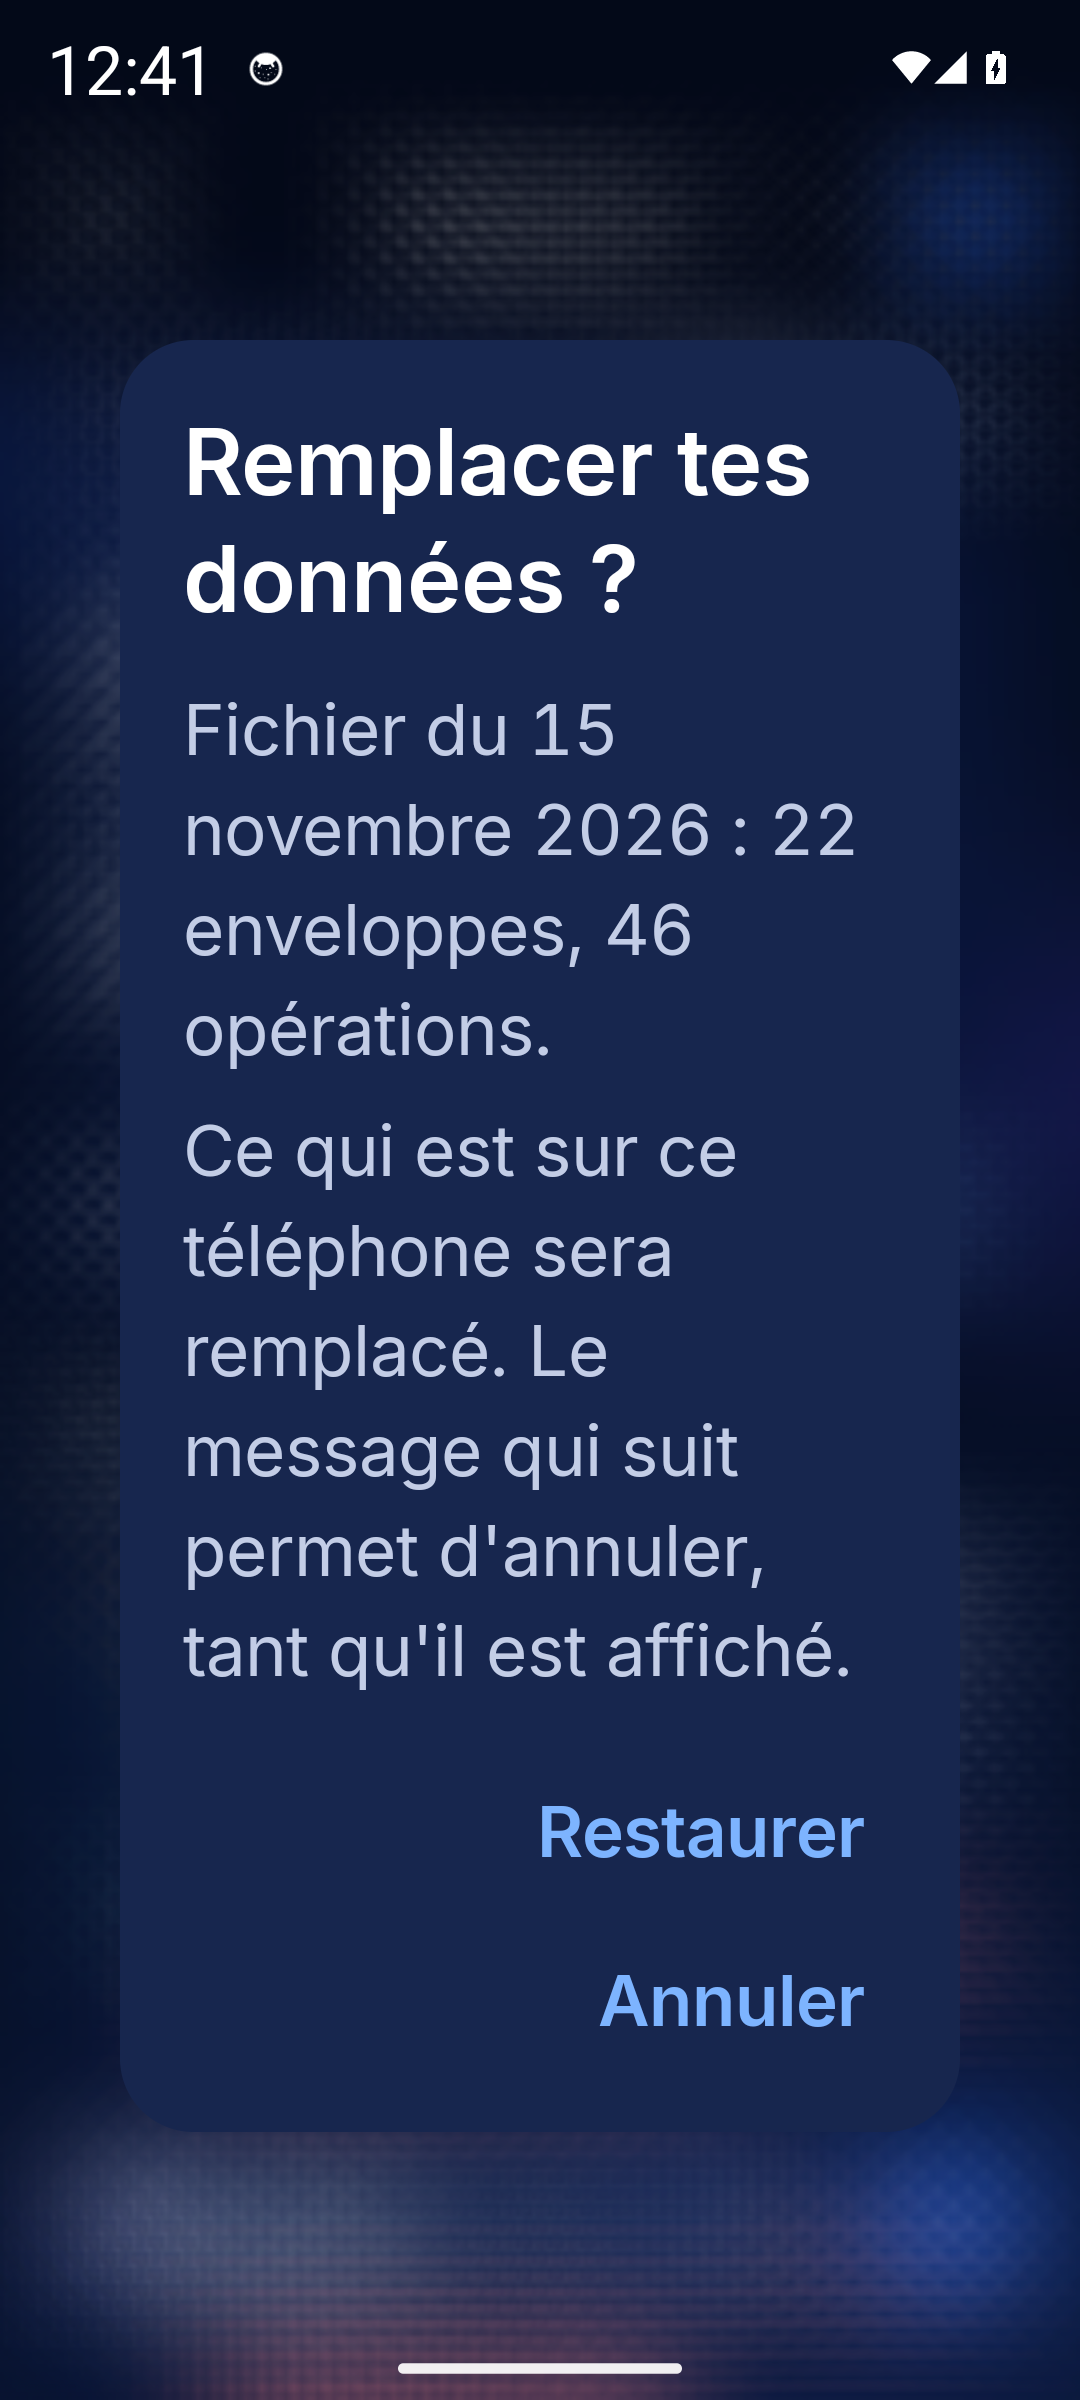 12:41
Remplacer tes
données ?
Fichier du 15
novembre 2026 : 22
enveloppes, 46
opérations.
Ce qui est sur ce
téléphone sera
remplacé. Le
message qui suit
permet d'annuler,
tant qu'il est affiché.
Restaurer
Annuler